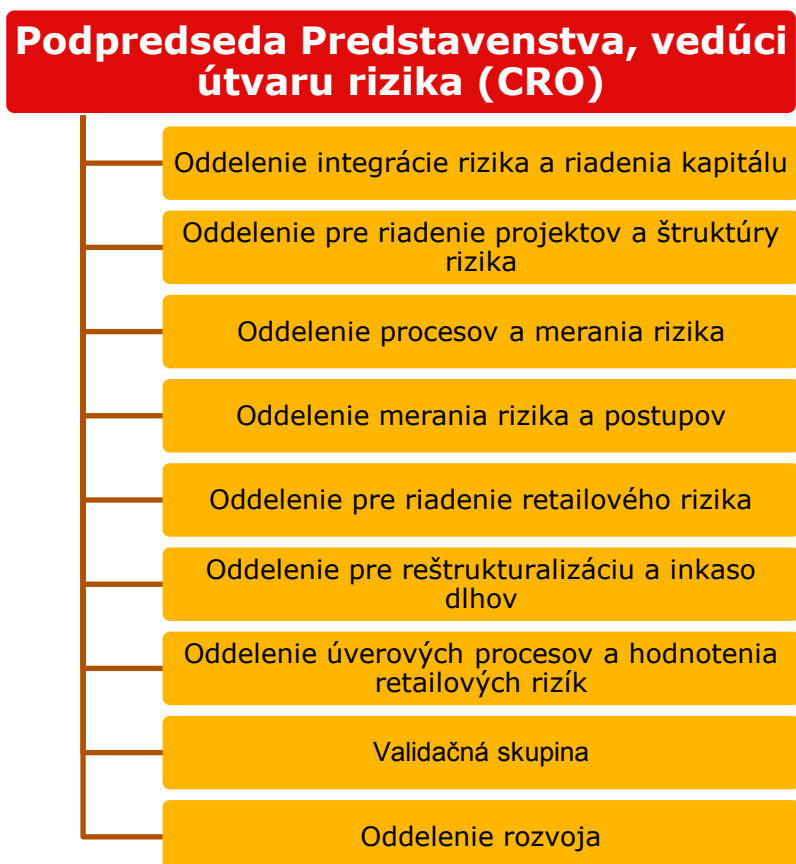 Podpredseda Predstavenstva, vedúci
útvaru rizika (CRO)
Oddelenie integrácie rizika a riadenia kapitálu
Oddelenie pre riadenie projektov a štruktúry
rizika
Oddelenie procesov a merania rizika
Oddelenie merania rizika a postupov
Oddelenie pre riadenie retailového rizika
Oddelenie pre reštrukturalizáciu a inkaso
dlhov
Oddelenie úverových procesov a hodnotenia
retailových rizík
Validačná skupina
Oddelenie rozvoja